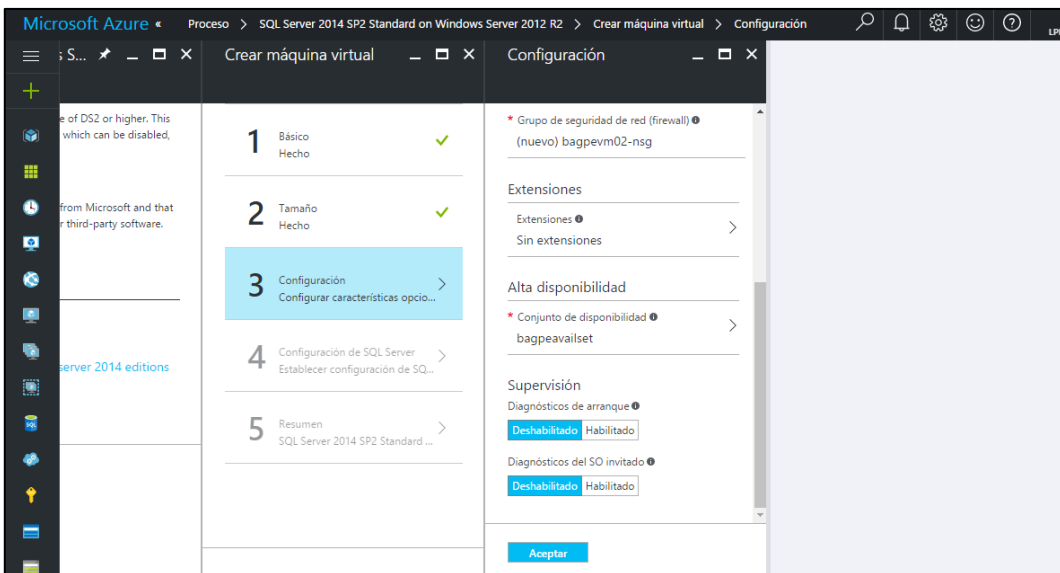 Microsoft Azure « Proceso > SQL Server 2014 SP2 Standard on Windows Server 2012 R2 > Crear máquina virtual > Configuración
LPI
s S...
Crear máquina virtual
Configuración
e of DS2 or higher. This
which can be disabled,
from Microsoft and that
r third-party software.
server 2014 editions
1 Básico
Hecho
2 Tamaño
Hecho
3 Configuración
Configurar características opcio...
4 Configuración de SQL Server
Establecer configuración de SQ...
5 Resumen
SQL Server 2014 SP2 Standard ...
* Grupo de seguridad de red (firewall)
(nuevo) bagpevm02-nsg
Extensiones
Extensiones
Sin extensiones
Alta disponibilidad
* Conjunto de disponibilidad
bagpeavailset
Supervisión
Diagnósticos de arranque
Deshabilitado Habilitado
Diagnósticos del SO invitado
Deshabilitado Habilitado
Aceptar
SQL